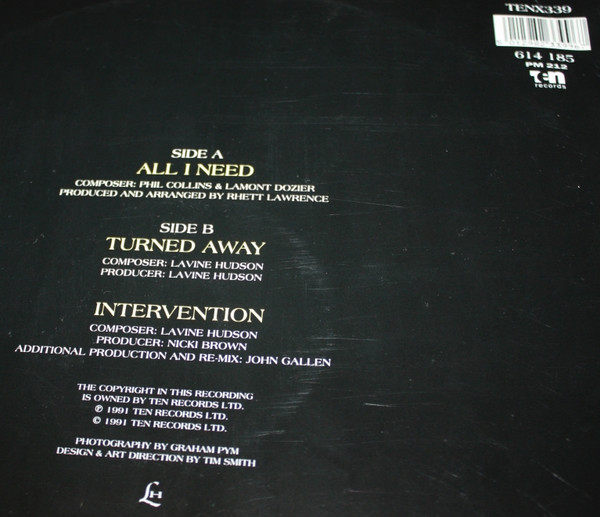 TENX339
614 185
PM 212
TEN
records
SIDE A
ALL I NEED
COMPOSER: PHIL COLLINS & LAMONT DOZIER
PRODUCED AND ARRANGED BY RHETT LAWRENCE
SIDE B
TURNED AWAY
COMPOSER: LAVINE HUDSON
PRODUCER: LAVINE HUDSON
INTERVENTION
COMPOSER: LAVINE HUDSON
PRODUCER: NICKI BROWN
ADDITIONAL PRODUCTION AND RE-MIX: JOHN GALLEN
THE COPYRIGHT IN THIS RECORDING
IS OWNED BY TEN RECORDS LTD.
℗ 1991 TEN RECORDS LTD.
© 1991 TEN RECORDS LTD.
PHOTOGRAPHY BY GRAHAM PYM
DESIGN & ART DIRECTION BY TIM SMITH
LH